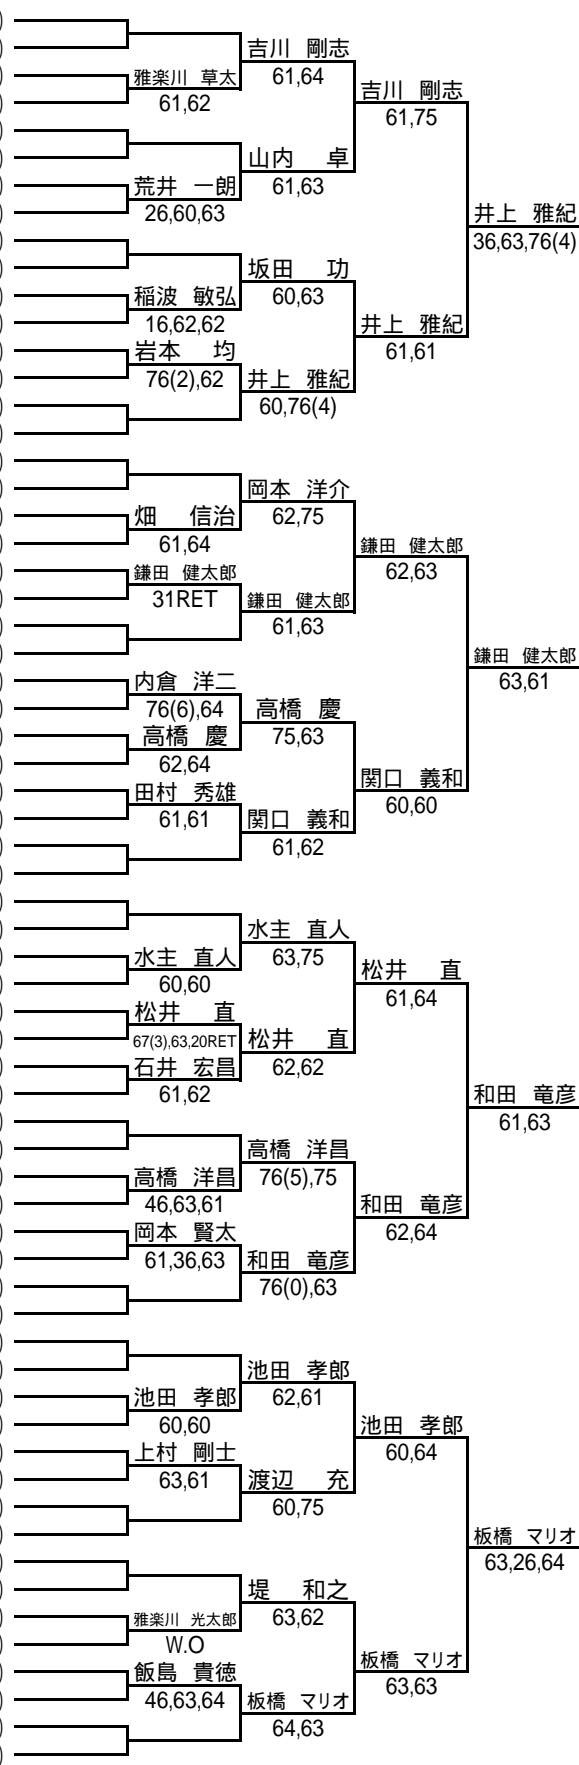 吉川 剛志
61,64
雅楽川 草太
61,62
吉川 剛志
61,75
山内 卓
61,63
荒井 一朗
26,60,63
井上 雅紀
36,63,76(4)
坂田 功
60,63
稲波 敏弘
16,62,62
井上 雅紀
61,61
岩本 均
76(2),62
井上 雅紀
60,76(4)
岡本 洋介
62,75
畑 信治
61,64
鎌田 健太郎
62,63
鎌田 健太郎
31RET
鎌田 健太郎
61,63
鎌田 健太郎
63,61
内倉 洋二
76(6),64
高橋 慶
75,63
高橋 慶
62,64
関口 義和
60,60
田村 秀雄
61,61
関口 義和
61,62
水主 直人
63,75
水主 直人
60,60
松井 直
61,64
松井 直
67(3),63,20RET
松井 直
62,62
石井 宏昌
61,62
和田 竜彦
61,63
高橋 洋昌
76(5),75
高橋 洋昌
46,63,61
和田 竜彦
62,64
岡本 賢太
61,36,63
和田 竜彦
76(0),63
池田 孝郎
62,61
池田 孝郎
60,60
池田 孝郎
60,64
上村 剛士
63,61
渡辺 充
60,75
板橋 マリオ
63,26,64
堤 和之
63,62
雅楽川 光太郎
W.O
板橋 マリオ
63,63
飯島 貴徳
46,63,64
板橋 マリオ
64,63